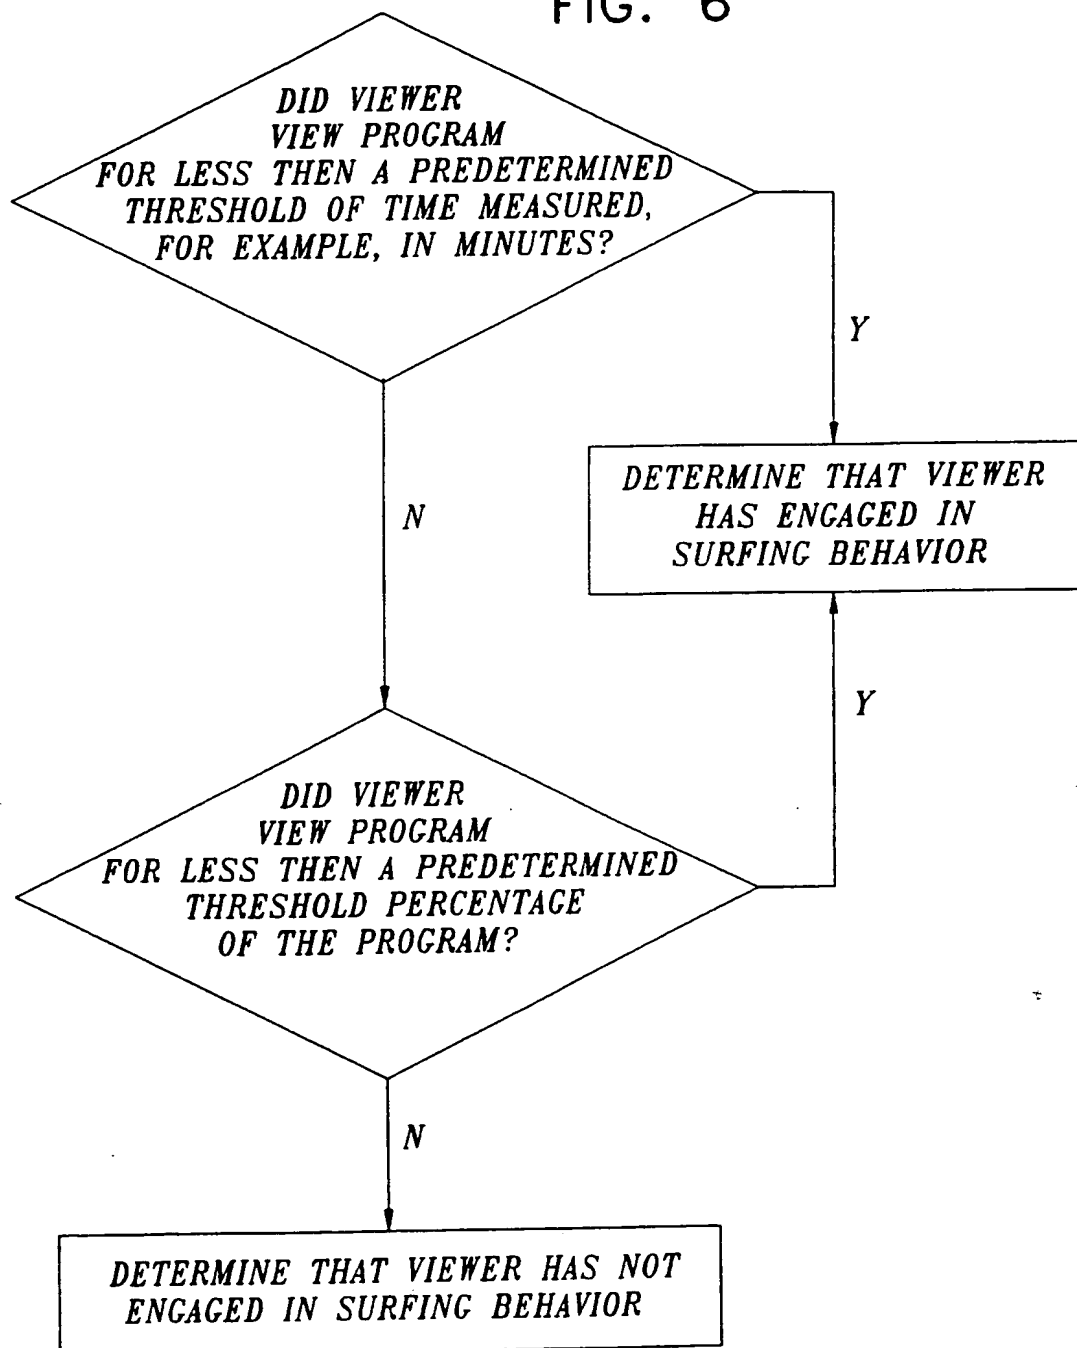 FIG. 6
DID VIEWER
VIEW PROGRAM
FOR LESS THEN A PREDETERMINED
THRESHOLD OF TIME MEASURED,
FOR EXAMPLE, IN MINUTES?
Y
N
DETERMINE THAT VIEWER
HAS ENGAGED IN
SURFING BEHAVIOR
Y
DID VIEWER
VIEW PROGRAM
FOR LESS THEN A PREDETERMINED
THRESHOLD PERCENTAGE
OF THE PROGRAM?
N
DETERMINE THAT VIEWER HAS NOT
ENGAGED IN SURFING BEHAVIOR